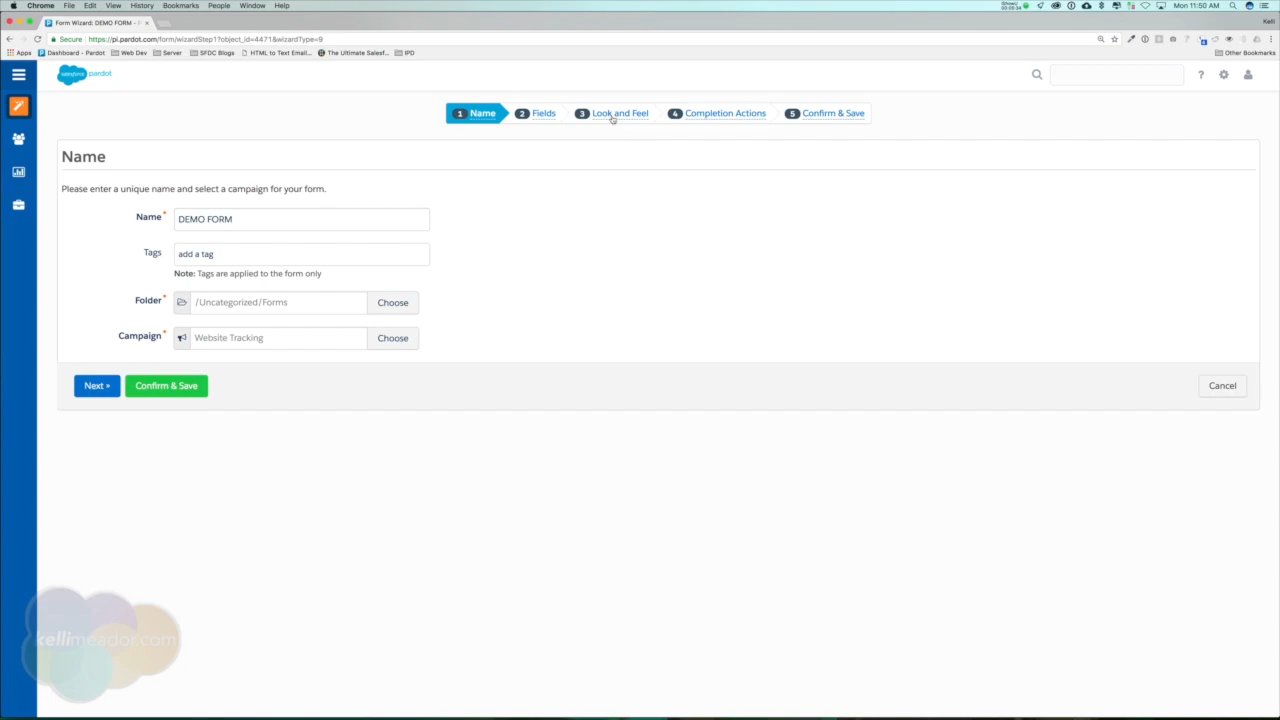 Chrome File Edit View History Bookmarks People Window Help
Mon 11:50 AM
Form Wizard: DEMO FORM - P
Kelli
Secure https://pi.pardot.com/form/wizardStep1?object_id=4471&wizardType=9
Apps Dashboard - Pardot Web Dev Server SFDC Blogs HTML to Text Email... The Ultimate Salesf... IPO Other Bookmarks
salesforce pardot
?
1 Name 2 Fields 3 Look and Feel 4 Completion Actions 5 Confirm & Save
Name
Please enter a unique name and select a campaign for your form.
Name* DEMO FORM
Tags add a tag
Note: Tags are applied to the form only
Folder* /Uncategorized/Forms Choose
Campaign* Website Tracking Choose
Next » Confirm & Save Cancel
kellimeador.com